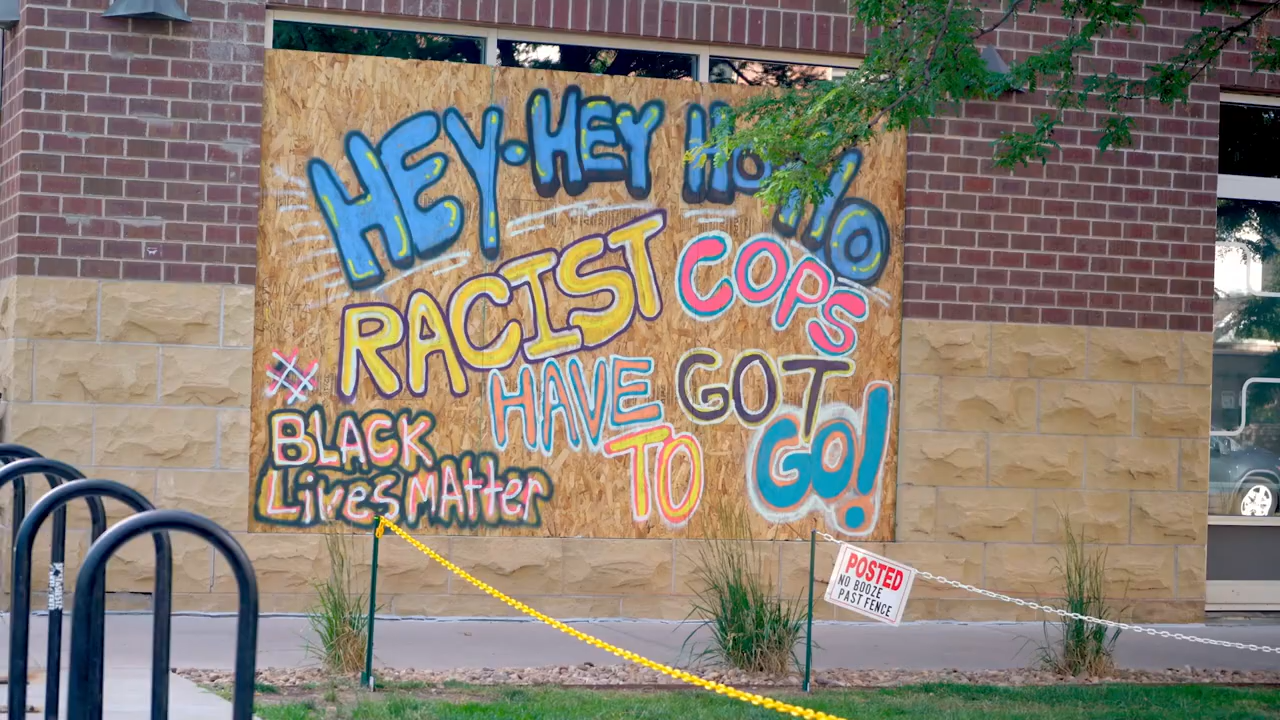 HEY·HEY HO HO
RACIST COPS
HAVE GOT
TO GO!
#
BLACK
Lives MAtter
POSTED
NO BOOZE
PAST FENCE